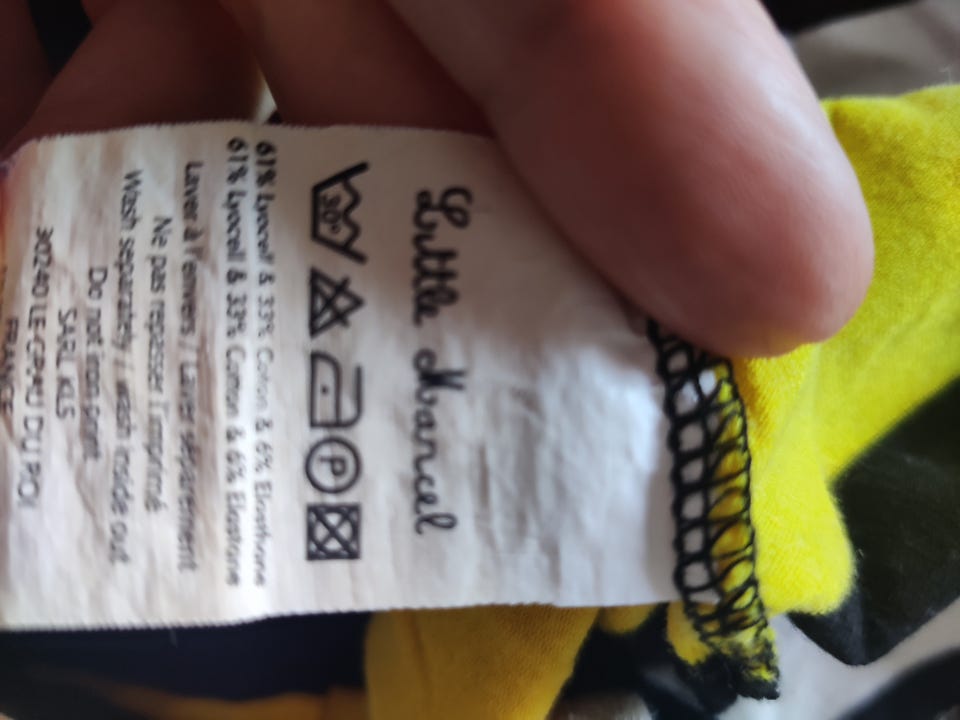 Little Marcel
30°
P
61% Lyocell & 33% Coton & 6% Elasthane
61% Lyocell & 33% Cotton & 6% Elastane
Laver à l'envers / Laver séparément
Ne pas repasser l'imprimé
Wash separately / wash inside out
Do not iron print
SARL KLS
30240 LE GRAU DU ROI
FRANCE